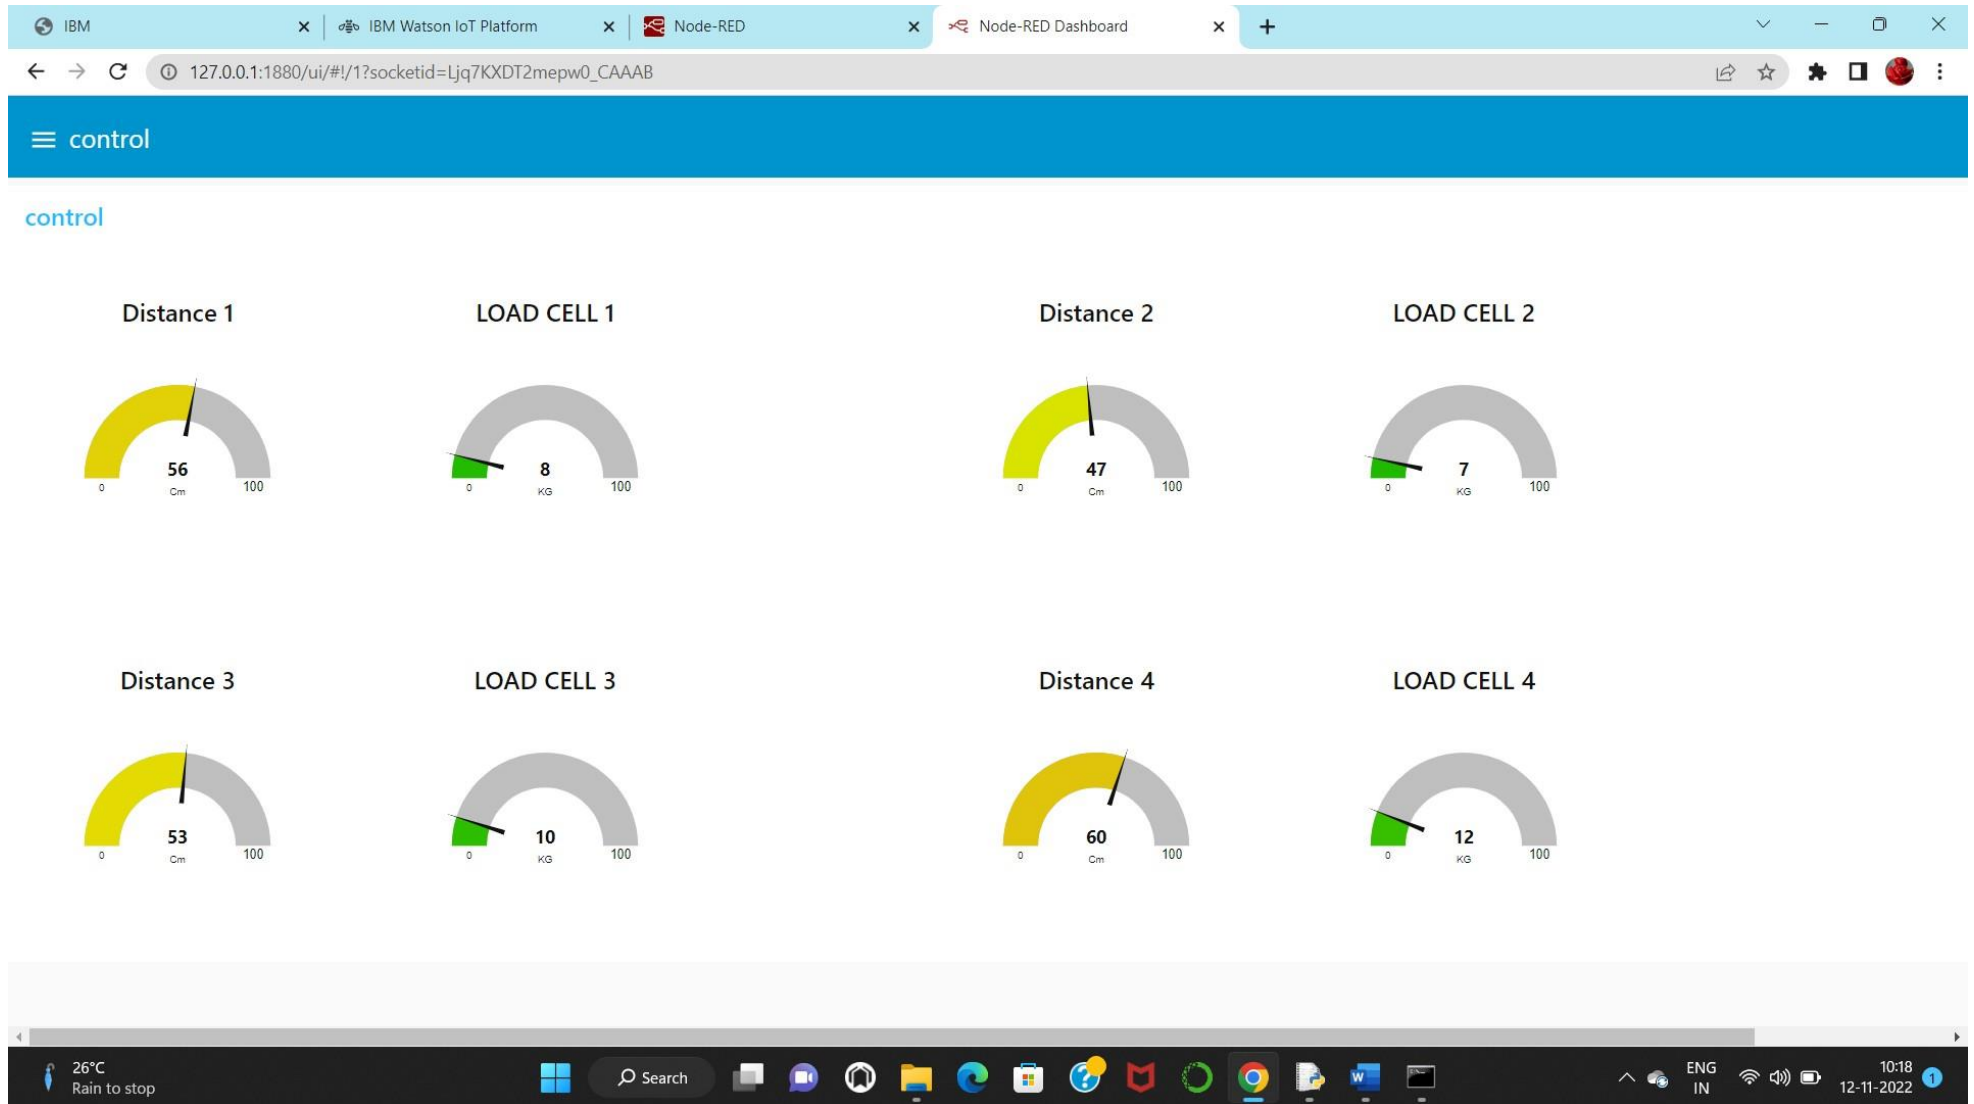 IBM
IBM Watson IoT Platform
Node-RED
Node-RED Dashboard
127.0.0.1:1880/ui/#!/1?socketid=Ljq7KXDT2mepw0_CAAAB
control
control
Distance 1
LOAD CELL 1
Distance 2
LOAD CELL 2
56
Cm
0
100
8
KG
0
100
47
Cm
0
100
7
KG
0
100
Distance 3
LOAD CELL 3
Distance 4
LOAD CELL 4
53
Cm
0
100
10
KG
0
100
60
Cm
0
100
12
KG
0
100
26°C
Rain to stop
Search
W
ENG
IN
10:18
12-11-2022
1